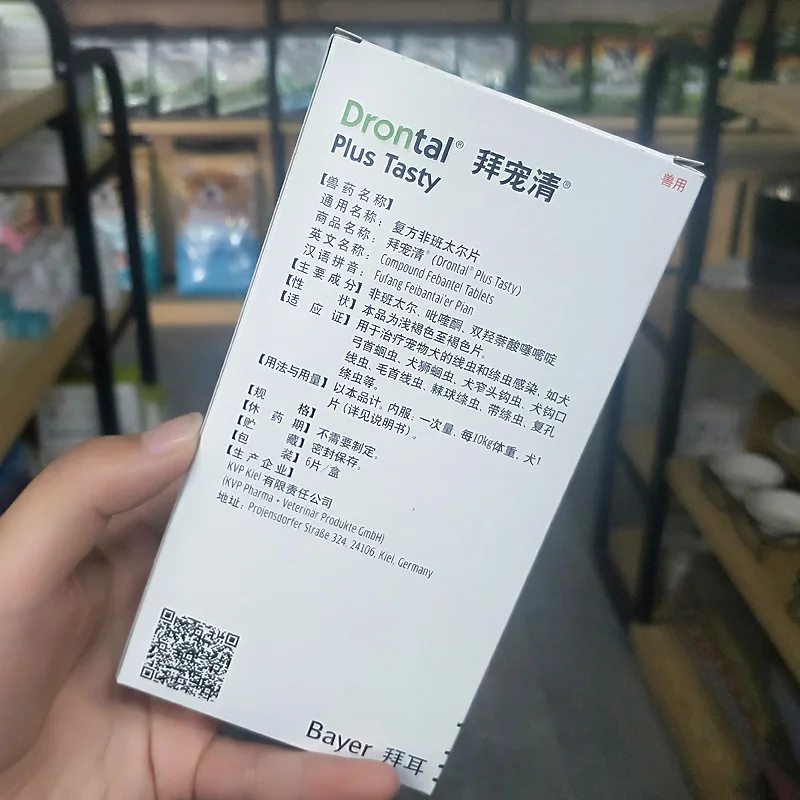 Drontal®
Plus Tasty
拜宠清®
兽用
【兽药名称】
通用名称：复方非班太尔片
商品名称：拜宠清®（Drontal® Plus Tasty）
英文名称：Compound Febantel Tablets
汉语拼音：Fufang Feibantai'er Pian
【主要成分】非班太尔、吡喹酮、双羟萘酸噻嘧啶
【性状】本品为浅褐色至褐色片。
【适应证】用于治疗宠物犬的线虫和绦虫感染，如犬
弓首蛔虫、犬狮蛔虫、犬窄头钩虫、犬钩口
线虫、毛首线虫、棘球绦虫、带绦虫、复孔
绦虫等。
【用法与用量】以本品计。内服，一次量，每10kg体重，犬1
片（详见说明书）。
【规格】
【休药期】不需要制定。
【贮藏】密封保存。
【包装】6片/盒
【生产企业】
KVP Kiel 有限责任公司
(KVP Pharma + Veterinär Produkte GmbH)
地址：Projensdorfer Straße 324, 24106, Kiel, Germany
Bayer 拜耳